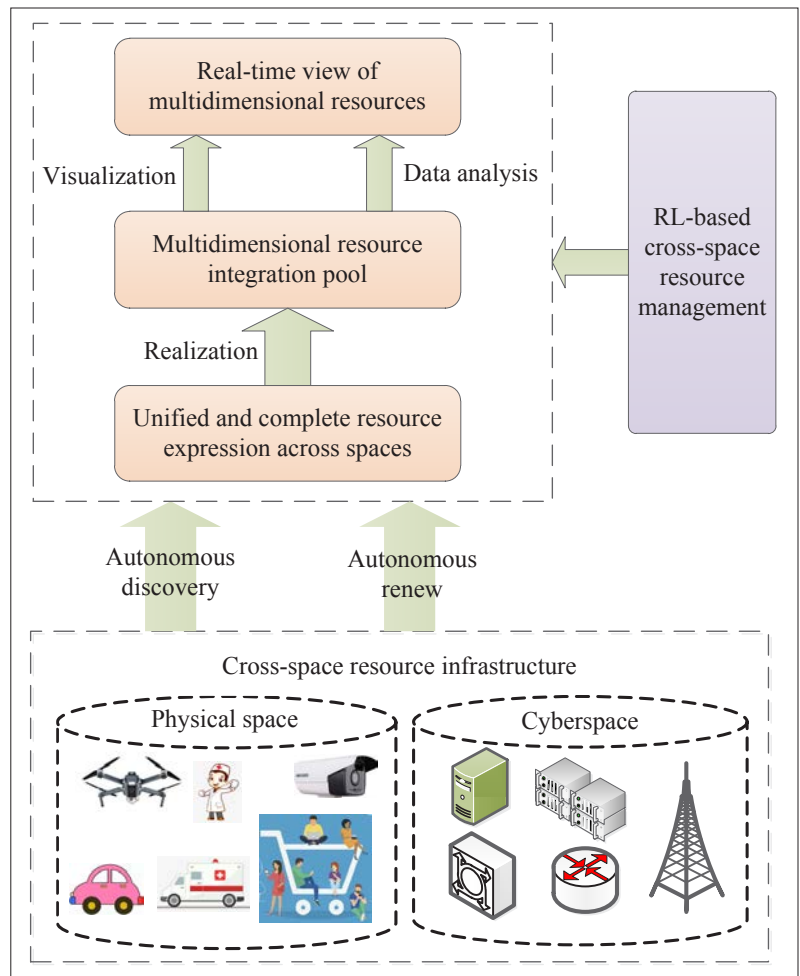 Real-time view of
multidimensional resources
Visualization
Data analysis
Multidimensional resource
integration pool
RL-based
cross-space
resource
management
Realization
Unified and complete resource
expression across spaces
Autonomous
discovery
Autonomous
renew
Cross-space resource infrastructure
Physical space
Cyberspace